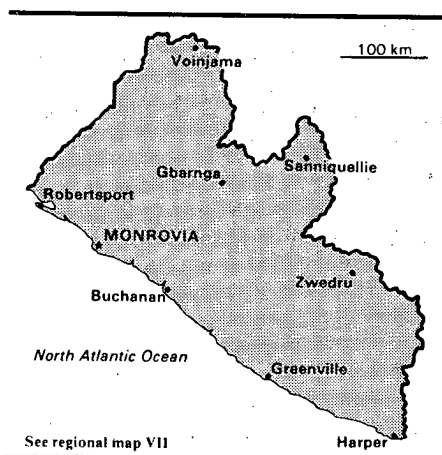 Voinjama
100 km
Sanniquellie
Gbarnga
Robertsport
MONROVIA
Zwedru
Buchanan
North Atlantic Ocean
Greenville
See regional map VII
Harper